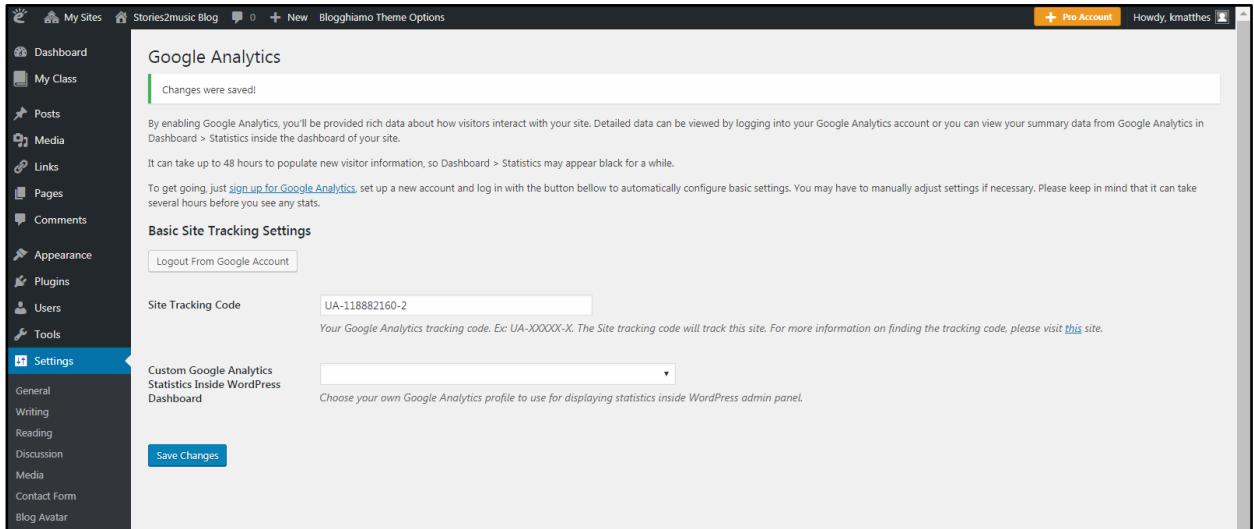 My Sites Stories2music Blog 0 + New Blogghiamo Theme Options + Pro Account Howdy, kmatthes
Dashboard
My Class
Posts
Media
Links
Pages
Comments
Appearance
Plugins
Users
Tools
Settings
General
Writing
Reading
Discussion
Media
Contact Form
Blog Avatar
Google Analytics
Changes were saved!
By enabling Google Analytics, you'll be provided rich data about how visitors interact with your site. Detailed data can be viewed by logging into your Google Analytics account or you can view your summary data from Google Analytics in
Dashboard > Statistics inside the dashboard of your site.
It can take up to 48 hours to populate new visitor information, so Dashboard > Statistics may appear black for a while.
To get going, just sign up for Google Analytics, set up a new account and log in with the button bellow to automatically configure basic settings. You may have to manually adjust settings if necessary. Please keep in mind that it can take
several hours before you see any stats.
Basic Site Tracking Settings
Logout From Google Account
Site Tracking Code UA-118882160-2
Your Google Analytics tracking code. Ex: UA-XXXXX-X. The Site tracking code will track this site. For more information on finding the tracking code, please visit this site.
Custom Google Analytics
Statistics Inside WordPress
Dashboard
Choose your own Google Analytics profile to use for displaying statistics inside WordPress admin panel.
Save Changes